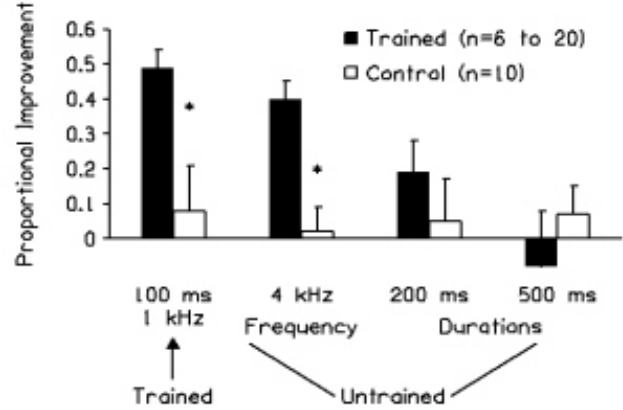 Proportional Improvement
0.6
0.5
0.4
0.3
0.2
0.1
0
Trained (n=6 to 20)
Control (n=10)
*
*
100 ms 4 kHz 200 ms 500 ms
1 kHz Frequency Durations
Trained Untrained